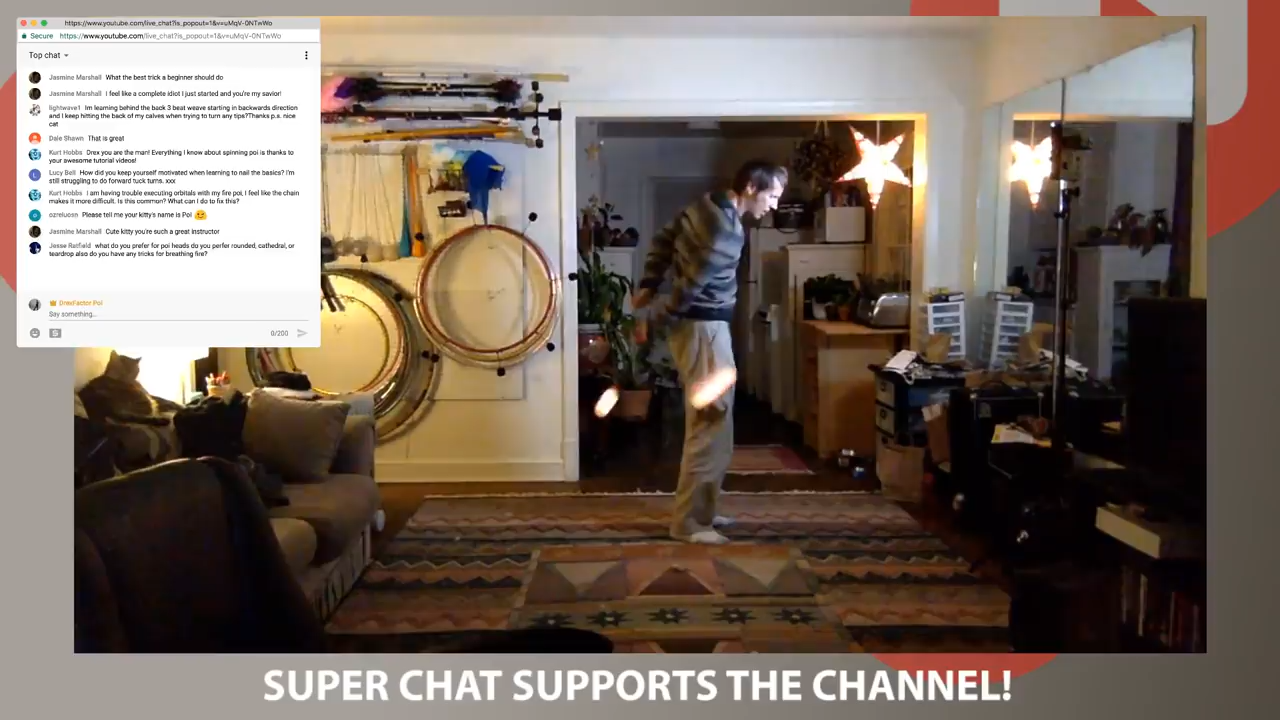 https://www.youtube.com/live_chat?is_popout=1&v=uMqV-0NTwWo
Secure https://www.youtube.com/live_chat?is_popout=1&v=uMqV-0NTwWo
Top chat
Jasmine Marshall What the best trick a beginner should do
Jasmine Marshall I feel like a complete idiot I just started and you're my savior!
lightwave1 Im learning behind the back 3 beat weave starting in backwards direction
and I keep hitting the back of my calves when trying to turn any tips?Thanks p.s. nice
cat
Dale Shawn That is great
Kurt Hobbs Drex you are the man! Everything I know about spinning poi is thanks to
your awesome tutorial videos!
Lucy Bell How did you keep yourself motivated when learning to nail the basics? I'm
still struggling to do forward tuck turns. xxx
Kurt Hobbs I am having trouble executing orbitals with my fire poi, I feel like the chain
makes it more difficult. Is this common? What can I do to fix this?
ozreluosn Please tell me your kitty's name is Poi
Jasmine Marshall Cute kitty you're such a great instructor
Jesse Ratfield what do you prefer for poi heads do you perfer rounded, cathedral, or
teardrop also do you have any tricks for breathing fire?
DrexFactor Poi
Say something...
0/200
SUPER CHAT SUPPORTS THE CHANNEL!